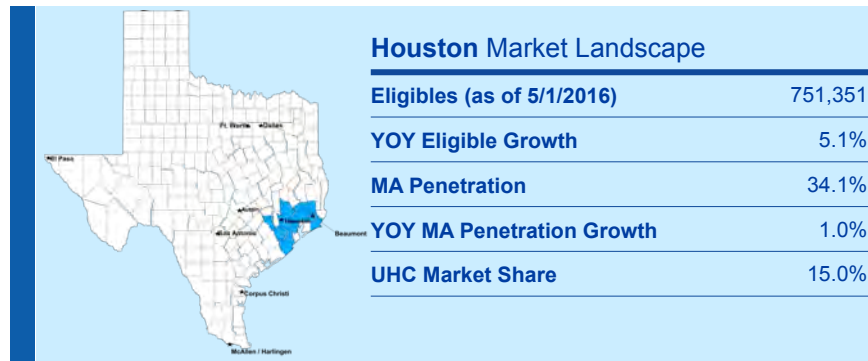 Houston Market Landscape
Eligibles (as of 5/1/2016) 751,351
YOY Eligible Growth 5.1%
MA Penetration 34.1%
YOY MA Penetration Growth 1.0%
UHC Market Share 15.0%
Ft. Worth Dallas
El Paso
Austin
Houston
San Antonio
Beaumont
Corpus Christi
McAllen / Harlingen